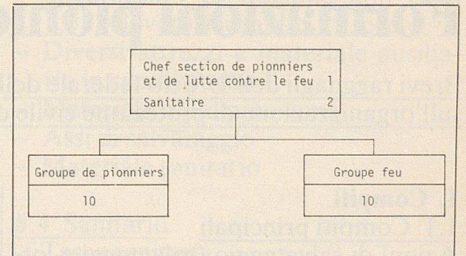 Chef section de pionniers
et de lutte contre le feu 1
Sanitaire 2
Groupe de pionniers
10
Groupe feu
10